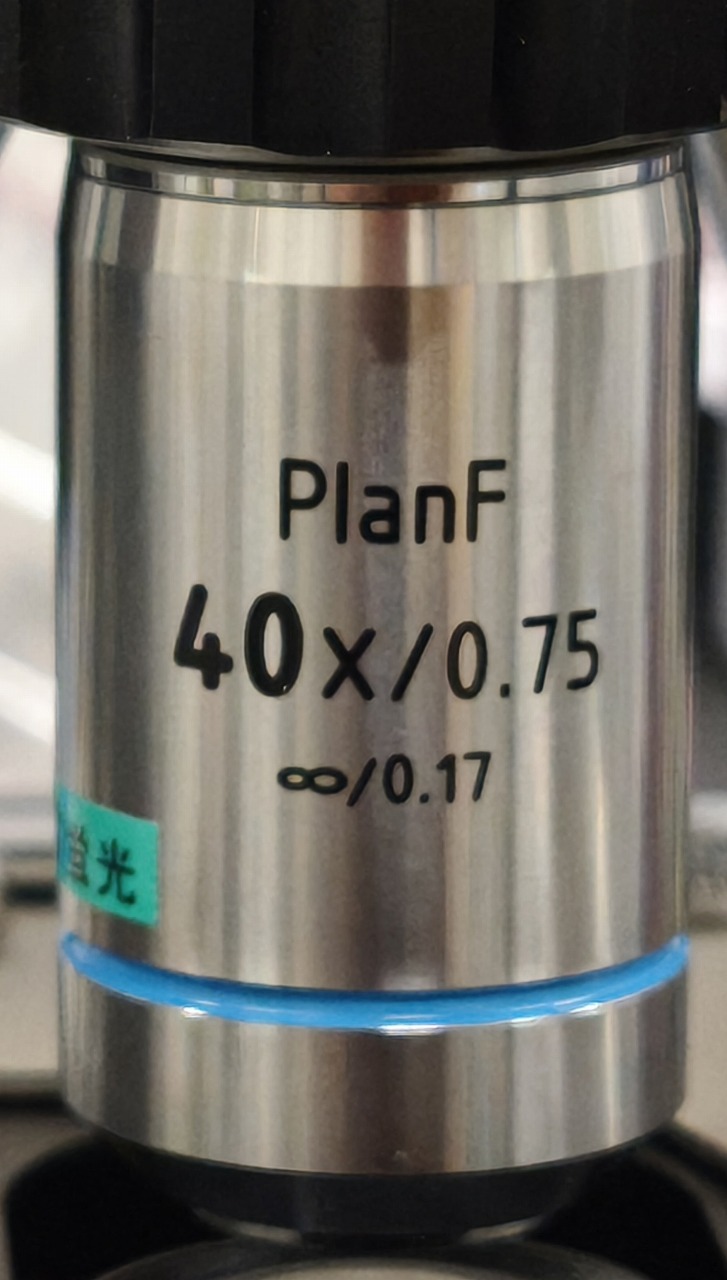 PlanF
40x/0.75
∞/0.17
光